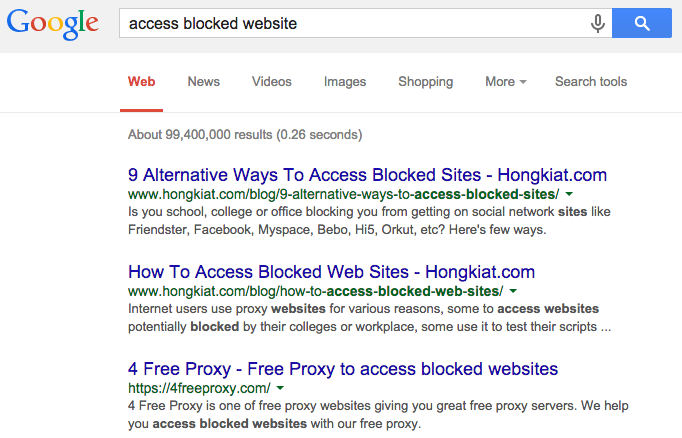 Google
access blocked website
Web News Videos Images Shopping More Search tools
About 99,400,000 results (0.26 seconds)
9 Alternative Ways To Access Blocked Sites - Hongkiat.com
www.hongkiat.com/blog/9-alternative-ways-to-access-blocked-sites/
Is you school, college or office blocking you from getting on social network sites like
Friendster, Facebook, Myspace, Bebo, Hi5, Orkut, etc? Here's few ways.
How To Access Blocked Web Sites - Hongkiat.com
www.hongkiat.com/blog/how-to-access-blocked-web-sites/
Internet users use proxy websites for various reasons, some to access websites
potentially blocked by their colleges or workplace, some use it to test their scripts ...
4 Free Proxy - Free Proxy to access blocked websites
https://4freeproxy.com/
4 Free Proxy is one of free proxy websites giving you great free proxy servers. We help
you access blocked websites with our free proxy.